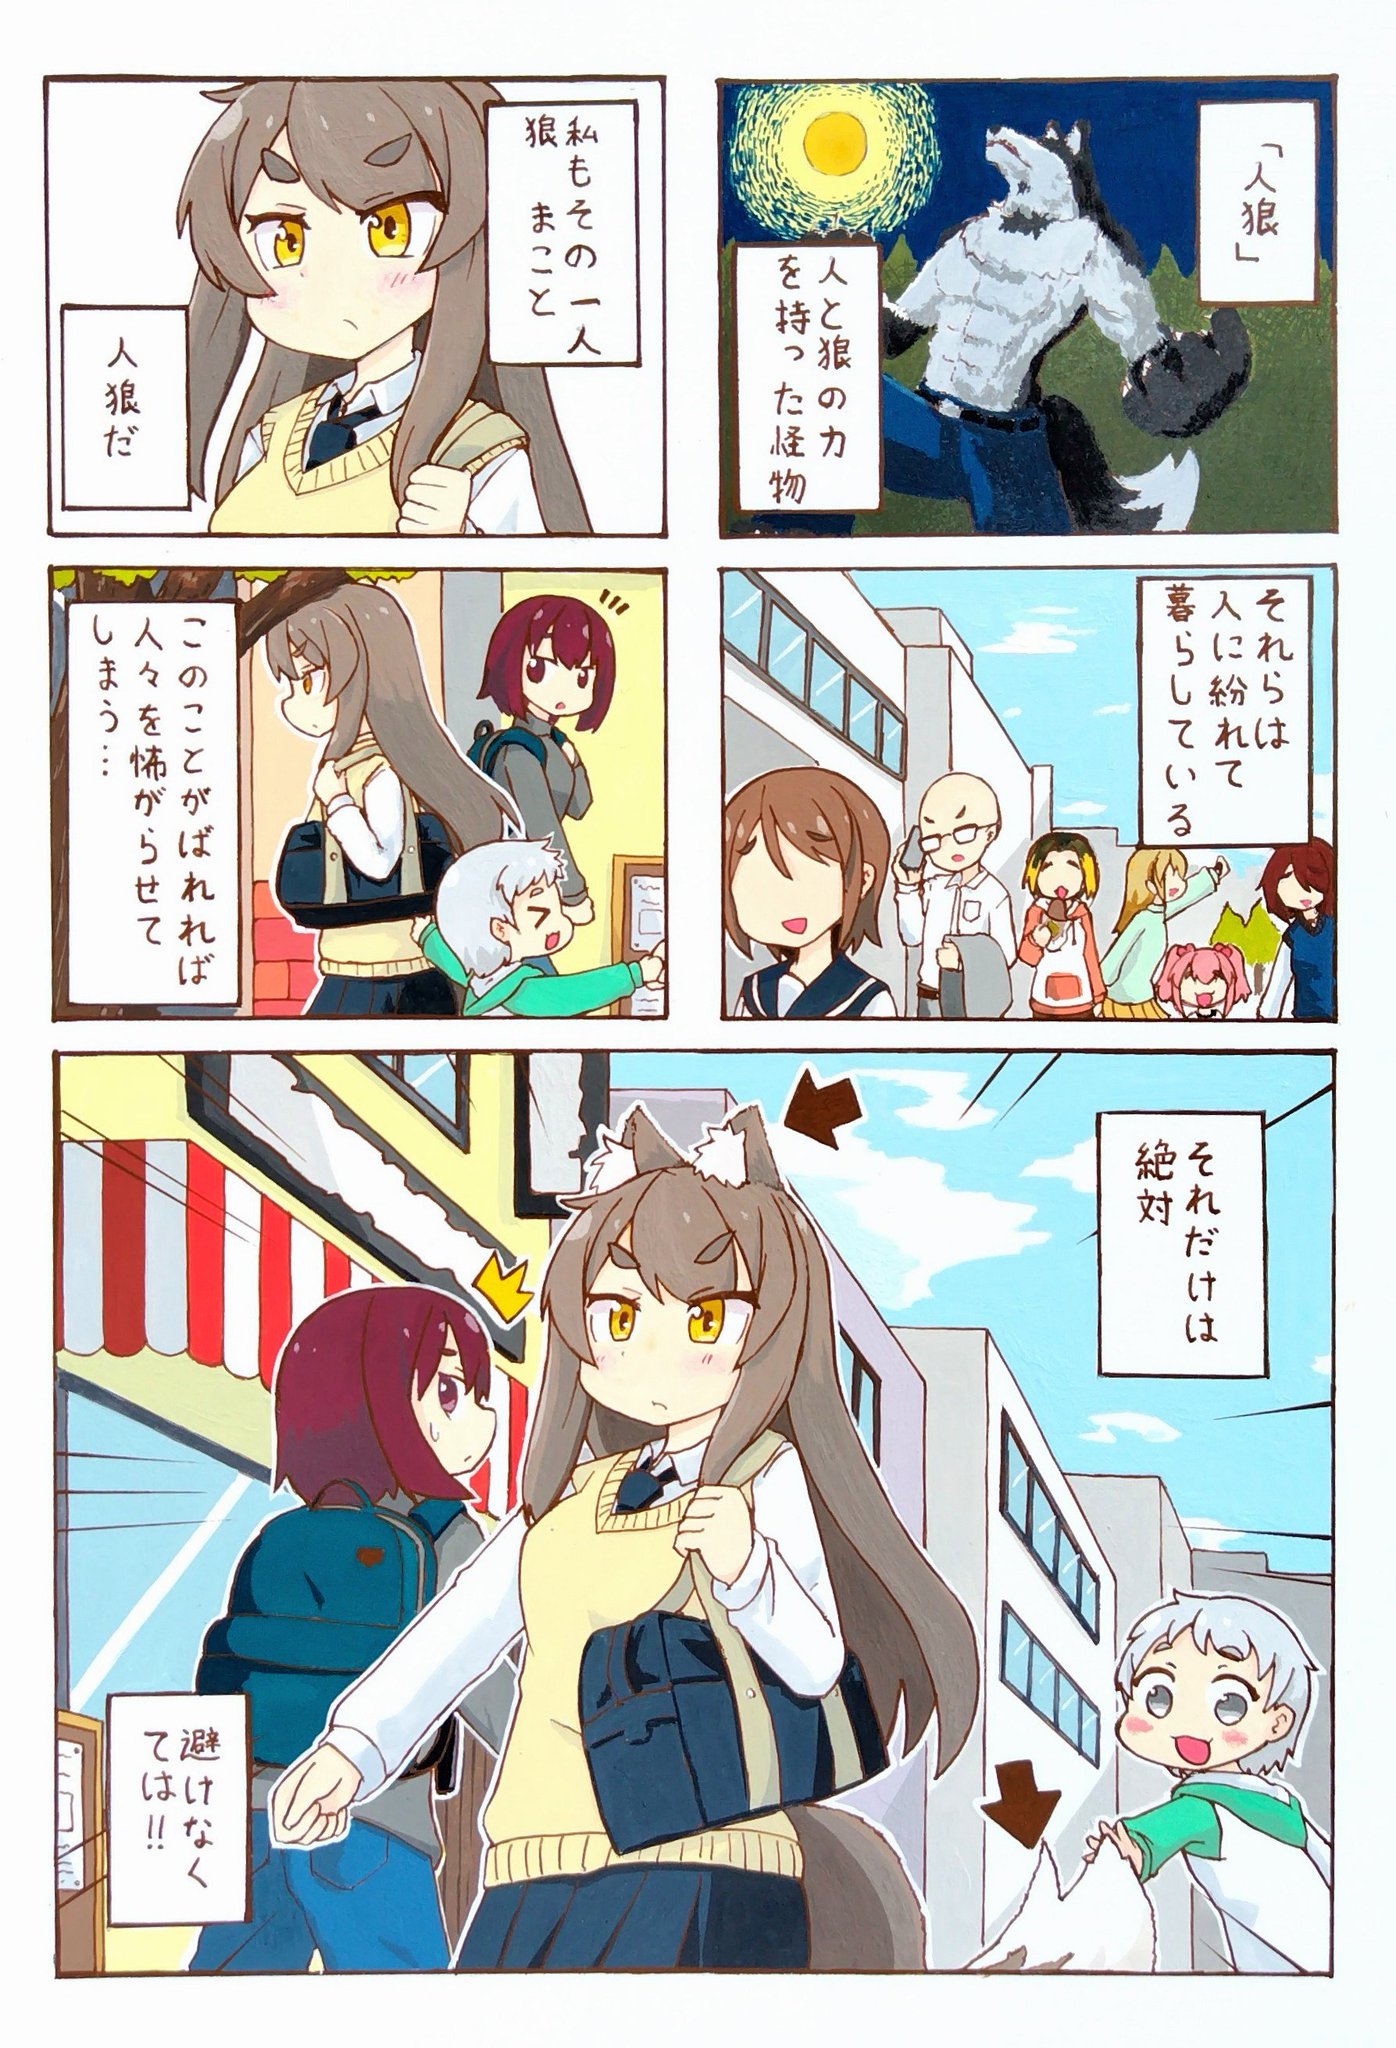 「人狼」
人と狼の力
を持った怪物
私もその一人
狼　まこと
人狼だ
それらは
人に紛れて
暮らしている
このことがばれれば
人々を怖がらせて
しまう…
それだけは
絶対
避けなく
ては!!